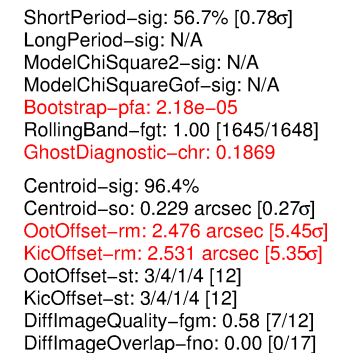 ShortPeriod−sig: 56.7% [0.78σ]
LongPeriod−sig: N/A
ModelChiSquare2−sig: N/A
ModelChiSquareGof−sig: N/A
Bootstrap−pfa: 2.18e−05
RollingBand−fgt: 1.00 [1645/1648]
GhostDiagnostic−chr: 0.1869
Centroid−sig: 96.4%
Centroid−so: 0.229 arcsec [0.27σ]
OotOffset−rm: 2.476 arcsec [5.45σ]
KicOffset−rm: 2.531 arcsec [5.35σ]
OotOffset−st: 3/4/1/4 [12]
KicOffset−st: 3/4/1/4 [12]
DiffImageQuality−fgm: 0.58 [7/12]
DiffImageOverlap−fno: 0.00 [0/17]